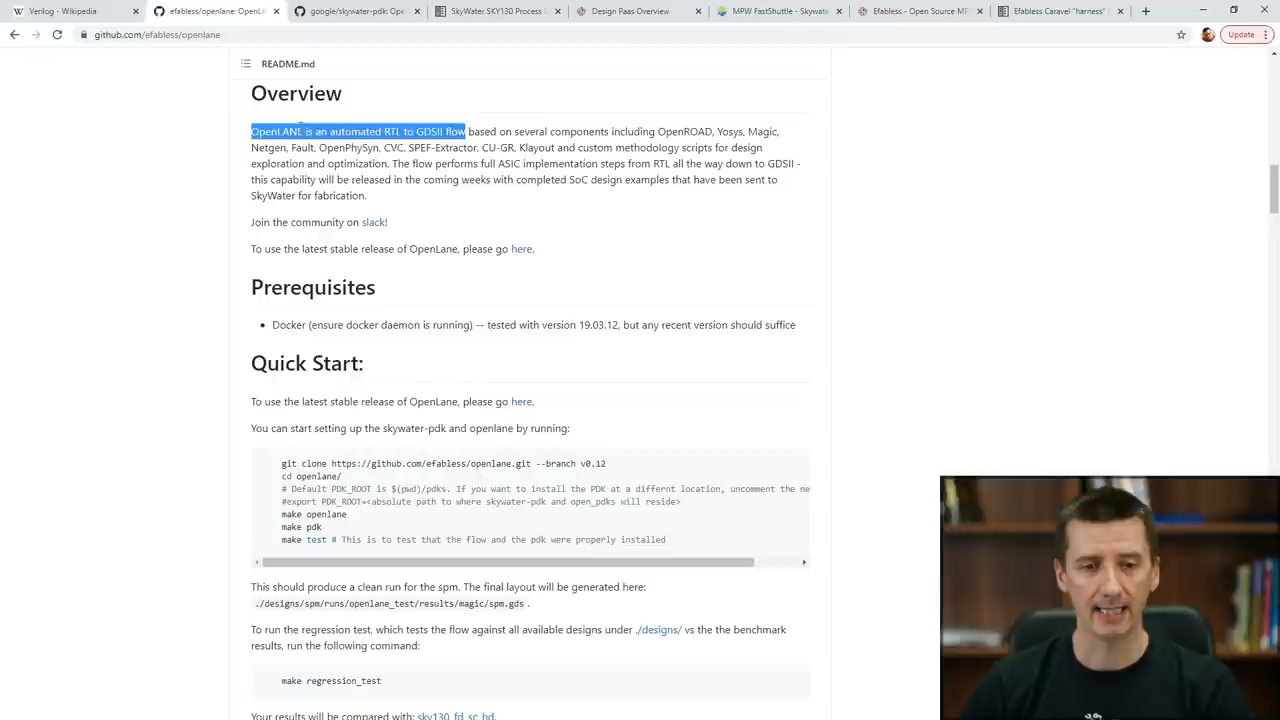 Verilog - Wikipedia
efabless/openlane: OpenLA
google/skywater-pdk: Ope
SkyWater SKY130 Process
Design Paas Overview
MPW FastShuttle - Skywat
Efabless - Open Source MP
Efabless Caravel "harness"
github.com/efabless/openlane
Update
README.md
Overview
OpenLANE is an automated RTL to GDSII flow based on several components including OpenROAD, Yosys, Magic,
Netgen, Fault, OpenPhySyn, CVC, SPEF-Extractor, CU-GR, Klayout and custom methodology scripts for design
exploration and optimization. The flow performs full ASIC implementation steps from RTL all the way down to GDSII -
this capability will be released in the coming weeks with completed SoC design examples that have been sent to
SkyWater for fabrication.
Join the community on slack!
To use the latest stable release of OpenLane, please go here.
Prerequisites
• Docker (ensure docker daemon is running) -- tested with version 19.03.12, but any recent version should suffice
Quick Start:
To use the latest stable release of OpenLane, please go here.
You can start setting up the skywater-pdk and openlane by running:
git clone https://github.com/efabless/openlane.git --branch v0.12
cd openlane/
# Default PDK_ROOT is $(pwd)/pdks. If you want to install the PDK at a differnt location, uncomment the ne
#export PDK_ROOT=<absolute path to where skywater-pdk and open_pdks will reside>
make openlane
make pdk
make test # This is to test that the flow and the pdk were properly installed
This should produce a clean run for the spm. The final layout will be generated here:
./designs/spm/runs/openlane_test/results/magic/spm.gds .
To run the regression test, which tests the flow against all available designs under ./designs/ vs the the benchmark
results, run the following command:
make regression_test
Your results will be compared with: sky130_fd_sc_hd.